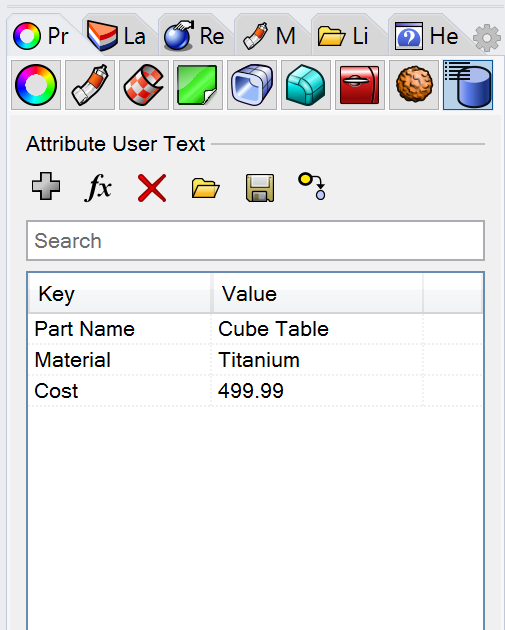 Pr La Re M Li He
Attribute User Text
fx
Search
Key Value
Part Name Cube Table
Material Titanium
Cost 499.99